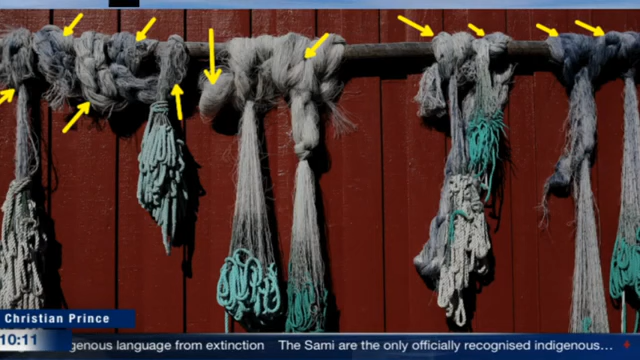 Christian Prince
10:11
genous language from extinction The Sami are the only officially recognised indigenous...